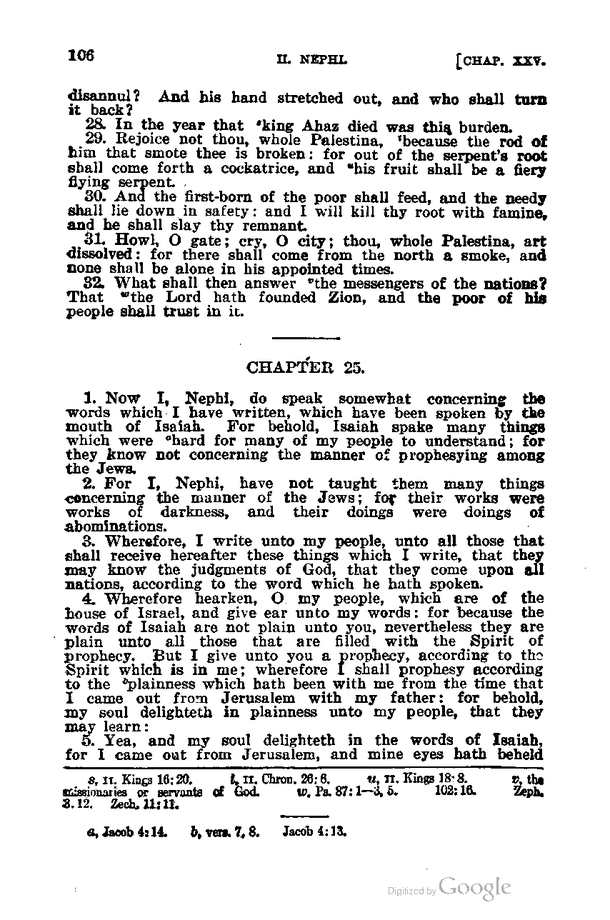 106 II. NEPHI. [CHAP. XXV.
disannul? And his hand stretched out, and who shall turn
it back?
28. In the year that ˢking Ahaz died was this burden.
29. Rejoice not thou, whole Palestina, ᵗbecause the rod of
him that smote thee is broken: for out of the serpent's root
shall come forth a cockatrice, and ᵘhis fruit shall be a fiery
flying serpent.
30. And the first-born of the poor shall feed, and the needy
shall lie down in safety: and I will kill thy root with famine,
and he shall slay thy remnant.
31. Howl, O gate; cry, O city; thou, whole Palestina, art
dissolved: for there shall come from the north a smoke, and
none shall be alone in his appointed times.
32. What shall then answer ᵛthe messengers of the nations?
That ʷthe Lord hath founded Zion, and the poor of his
people shall trust in it.
CHAPTER 25.
1. Now I, Nephi, do speak somewhat concerning the
words which I have written, which have been spoken by the
mouth of Isaiah. For behold, Isaiah spake many things
which were ᵃhard for many of my people to understand; for
they know not concerning the manner of prophesying among
the Jews.
2. For I, Nephi, have not taught them many things
concerning the manner of the Jews; for their works were
works of darkness, and their doings were doings of
abominations.
3. Wherefore, I write unto my people, unto all those that
shall receive hereafter these things which I write, that they
may know the judgments of God, that they come upon all
nations, according to the word which he hath spoken.
4. Wherefore hearken, O my people, which are of the
house of Israel, and give ear unto my words: for because the
words of Isaiah are not plain unto you, nevertheless they are
plain unto all those that are filled with the Spirit of
prophecy. But I give unto you a prophecy, according to the
Spirit which is in me; wherefore I shall prophesy according
to the ᵇplainness which hath been with me from the time that
I came out from Jerusalem with my father: for behold,
my soul delighteth in plainness unto my people, that they
may learn:
5. Yea, and my soul delighteth in the words of Isaiah,
for I came out from Jerusalem, and mine eyes hath beheld
s, II. Kings 16:20. t, II. Chron. 26:6. u, II. Kings 18:8. v, the
missionaries or servants of God. w, Ps. 87:1—3, 5. 102:16. Zeph.
3.12. Zech. 11:11.
a, Jacob 4:14. b, vers. 7, 8. Jacob 4:13.
Digitized by Google